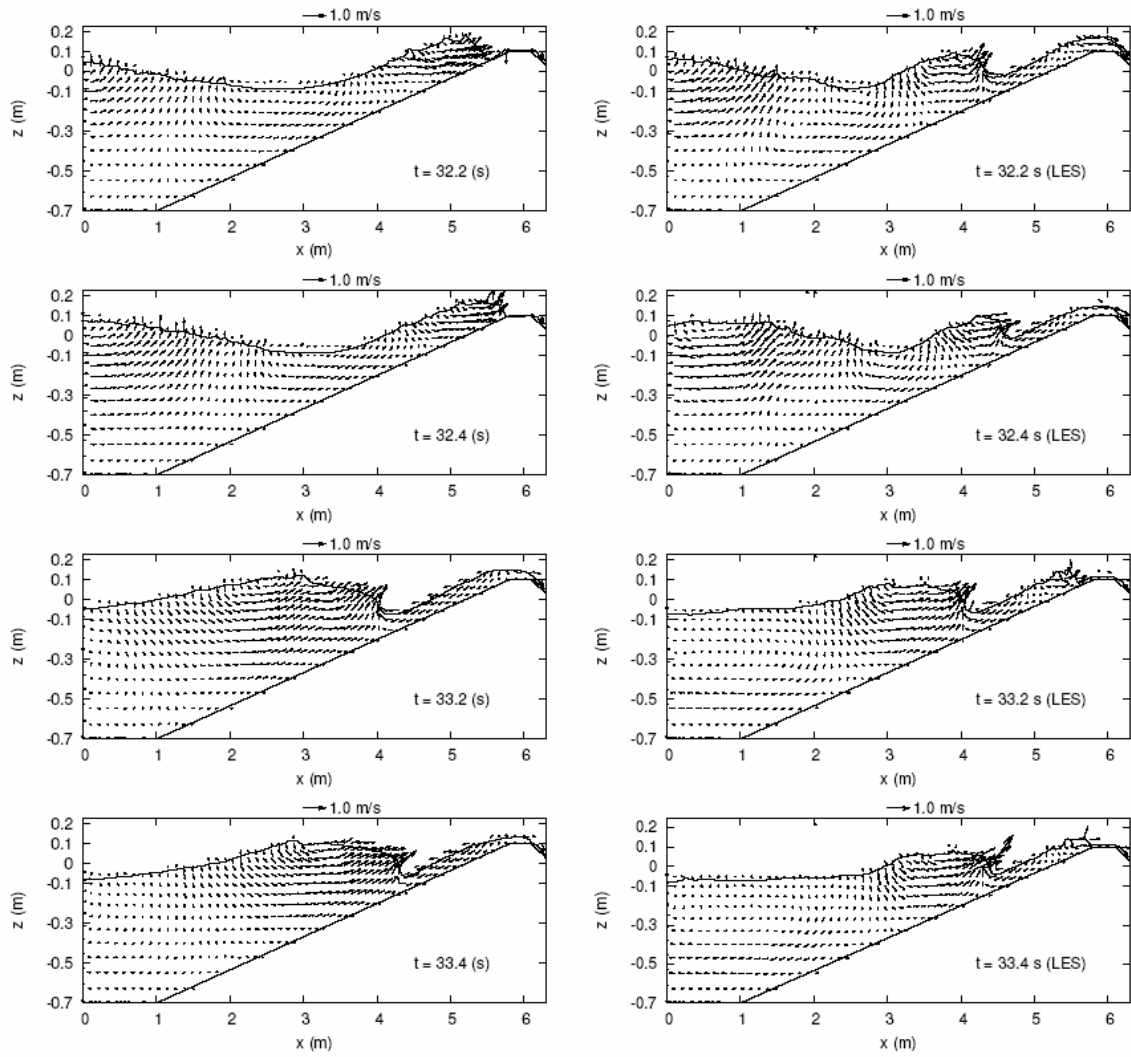 1.0 m/s
1.0 m/s
0.2
0.1
0
-0.1
-0.3
-0.5
-0.7
z (m)
t = 32.2 (s)
0 1 2 3 4 5 6
x (m)
0.2
0.1
0
-0.1
-0.3
-0.5
-0.7
z (m)
t = 32.2 s (LES)
0 1 2 3 4 5 6
x (m)
1.0 m/s
1.0 m/s
0.2
0.1
0
-0.1
-0.3
-0.5
-0.7
z (m)
t = 32.4 (s)
0 1 2 3 4 5 6
x (m)
0.2
0.1
0
-0.1
-0.3
-0.5
-0.7
z (m)
t = 32.4 s (LES)
0 1 2 3 4 5 6
x (m)
1.0 m/s
1.0 m/s
0.2
0.1
0
-0.1
-0.3
-0.5
-0.7
z (m)
t = 33.2 (s)
0 1 2 3 4 5 6
x (m)
0.2
0.1
0
-0.1
-0.3
-0.5
-0.7
z (m)
t = 33.2 s (LES)
0 1 2 3 4 5 6
x (m)
1.0 m/s
1.0 m/s
0.2
0.1
0
-0.1
-0.3
-0.5
-0.7
z (m)
t = 33.4 (s)
0 1 2 3 4 5 6
x (m)
0.2
0.1
0
-0.1
-0.3
-0.5
-0.7
z (m)
t = 33.4 s (LES)
0 1 2 3 4 5 6
x (m)